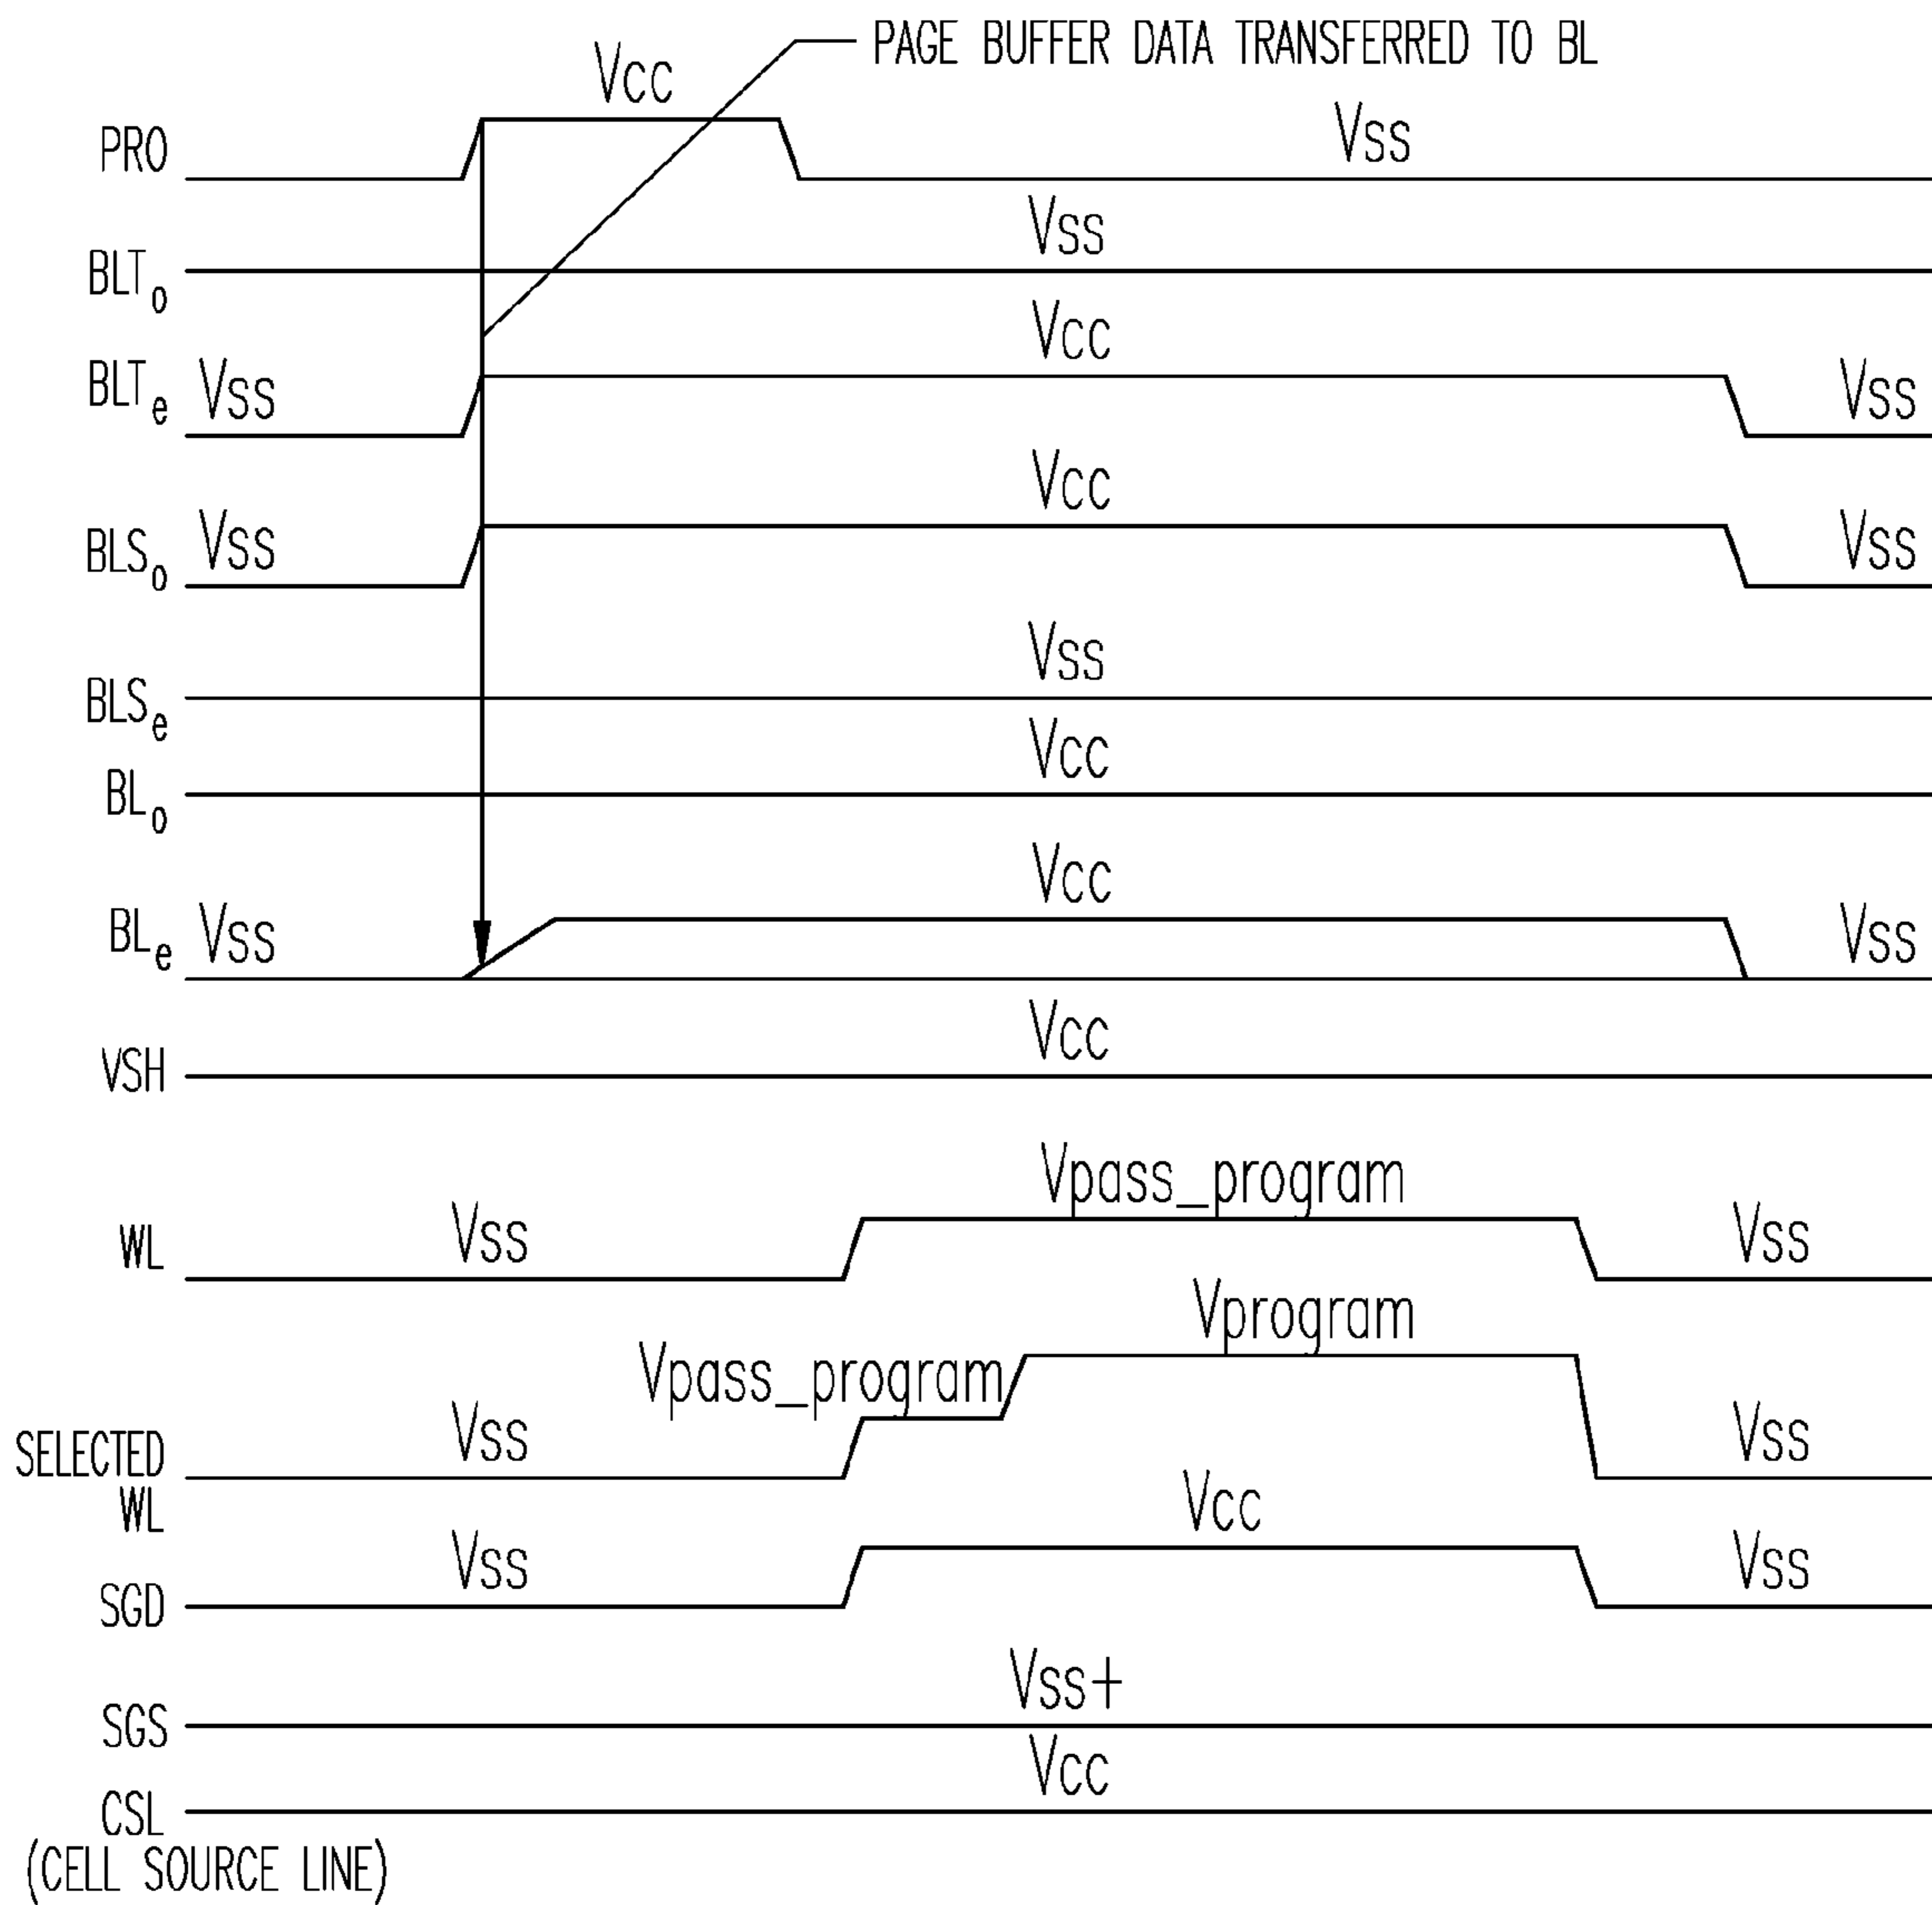 PAGE BUFFER DATA TRANSFERRED TO BL
Vcc
PRO
Vss
Vss
BLTo
Vcc
BLTe
Vss
Vss
Vcc
BLSo
Vss
Vss
Vss
BLSe
Vcc
BLo
Vcc
BLe
Vss
Vss
Vcc
VSH
Vpass_program
WL
Vss
Vss
Vprogram
Vpass_program
SELECTED
WL
Vss
Vss
Vcc
SGD
Vss
Vss
Vss+
SGS
Vcc
CSL
(CELL SOURCE LINE)